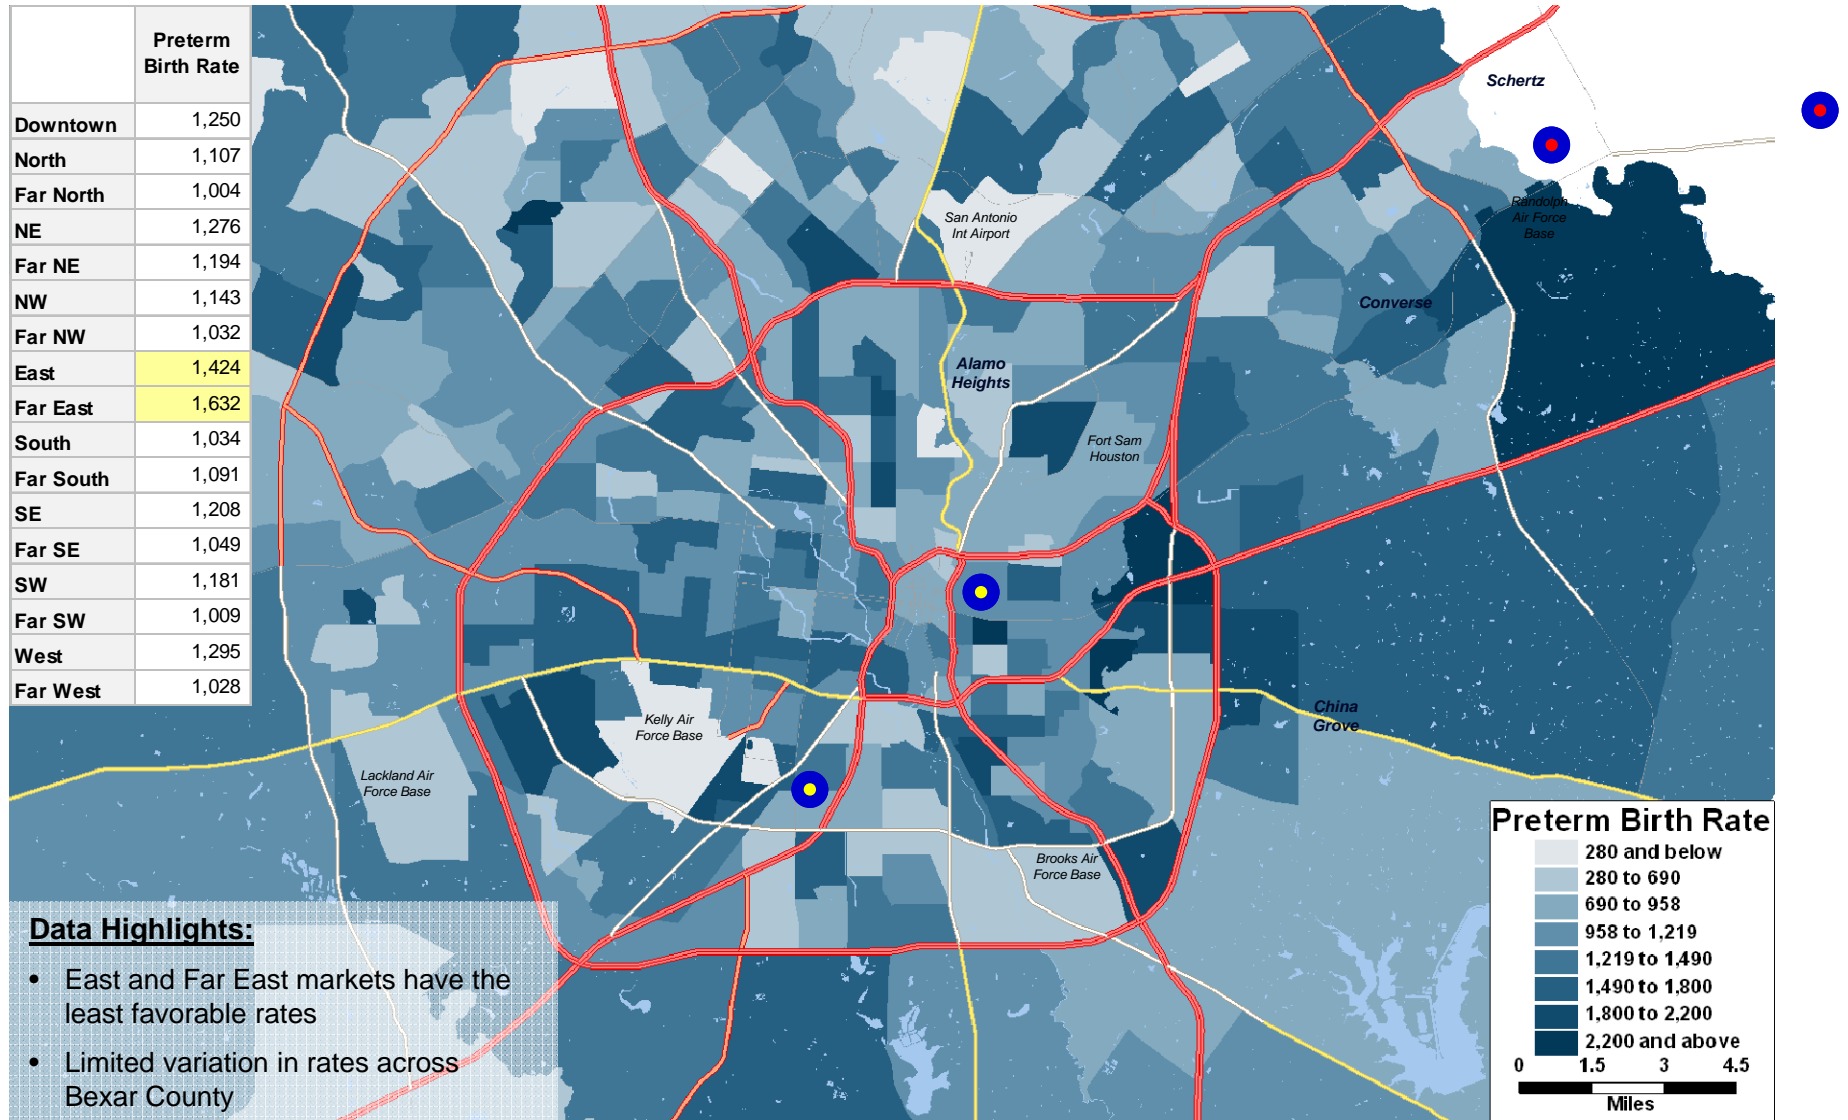 Preterm
Birth Rate
Downtown 1,250
North 1,107
Far North 1,004
NE 1,276
Far NE 1,194
NW 1,143
Far NW 1,032
East 1,424
Far East 1,632
South 1,034
Far South 1,091
SE 1,208
Far SE 1,049
SW 1,181
Far SW 1,009
West 1,295
Far West 1,028
Schertz
Randolph
Air Force
Base
San Antonio
Int Airport
Converse
Alamo
Heights
Fort Sam
Houston
China
Grove
Kelly Air
Force Base
Lackland Air
Force Base
Brooks Air
Force Base
Data Highlights:
• East and Far East markets have the
least favorable rates
• Limited variation in rates across
Bexar County
Preterm Birth Rate
280 and below
280 to 690
690 to 958
958 to 1,219
1,219 to 1,490
1,490 to 1,800
1,800 to 2,200
2,200 and above
0 1.5 3 4.5
Miles